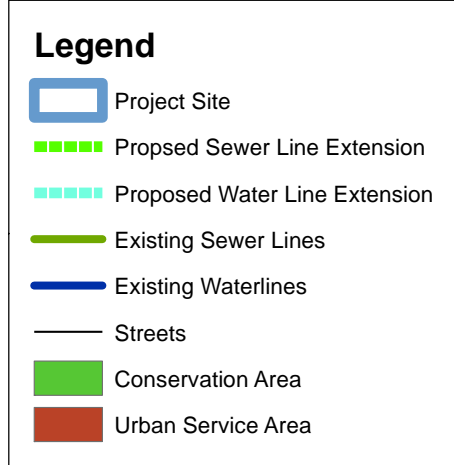 Legend
Project Site
Propsed Sewer Line Extension
Proposed Water Line Extension
Existing Sewer Lines
Existing Waterlines
Streets
Conservation Area
Urban Service Area